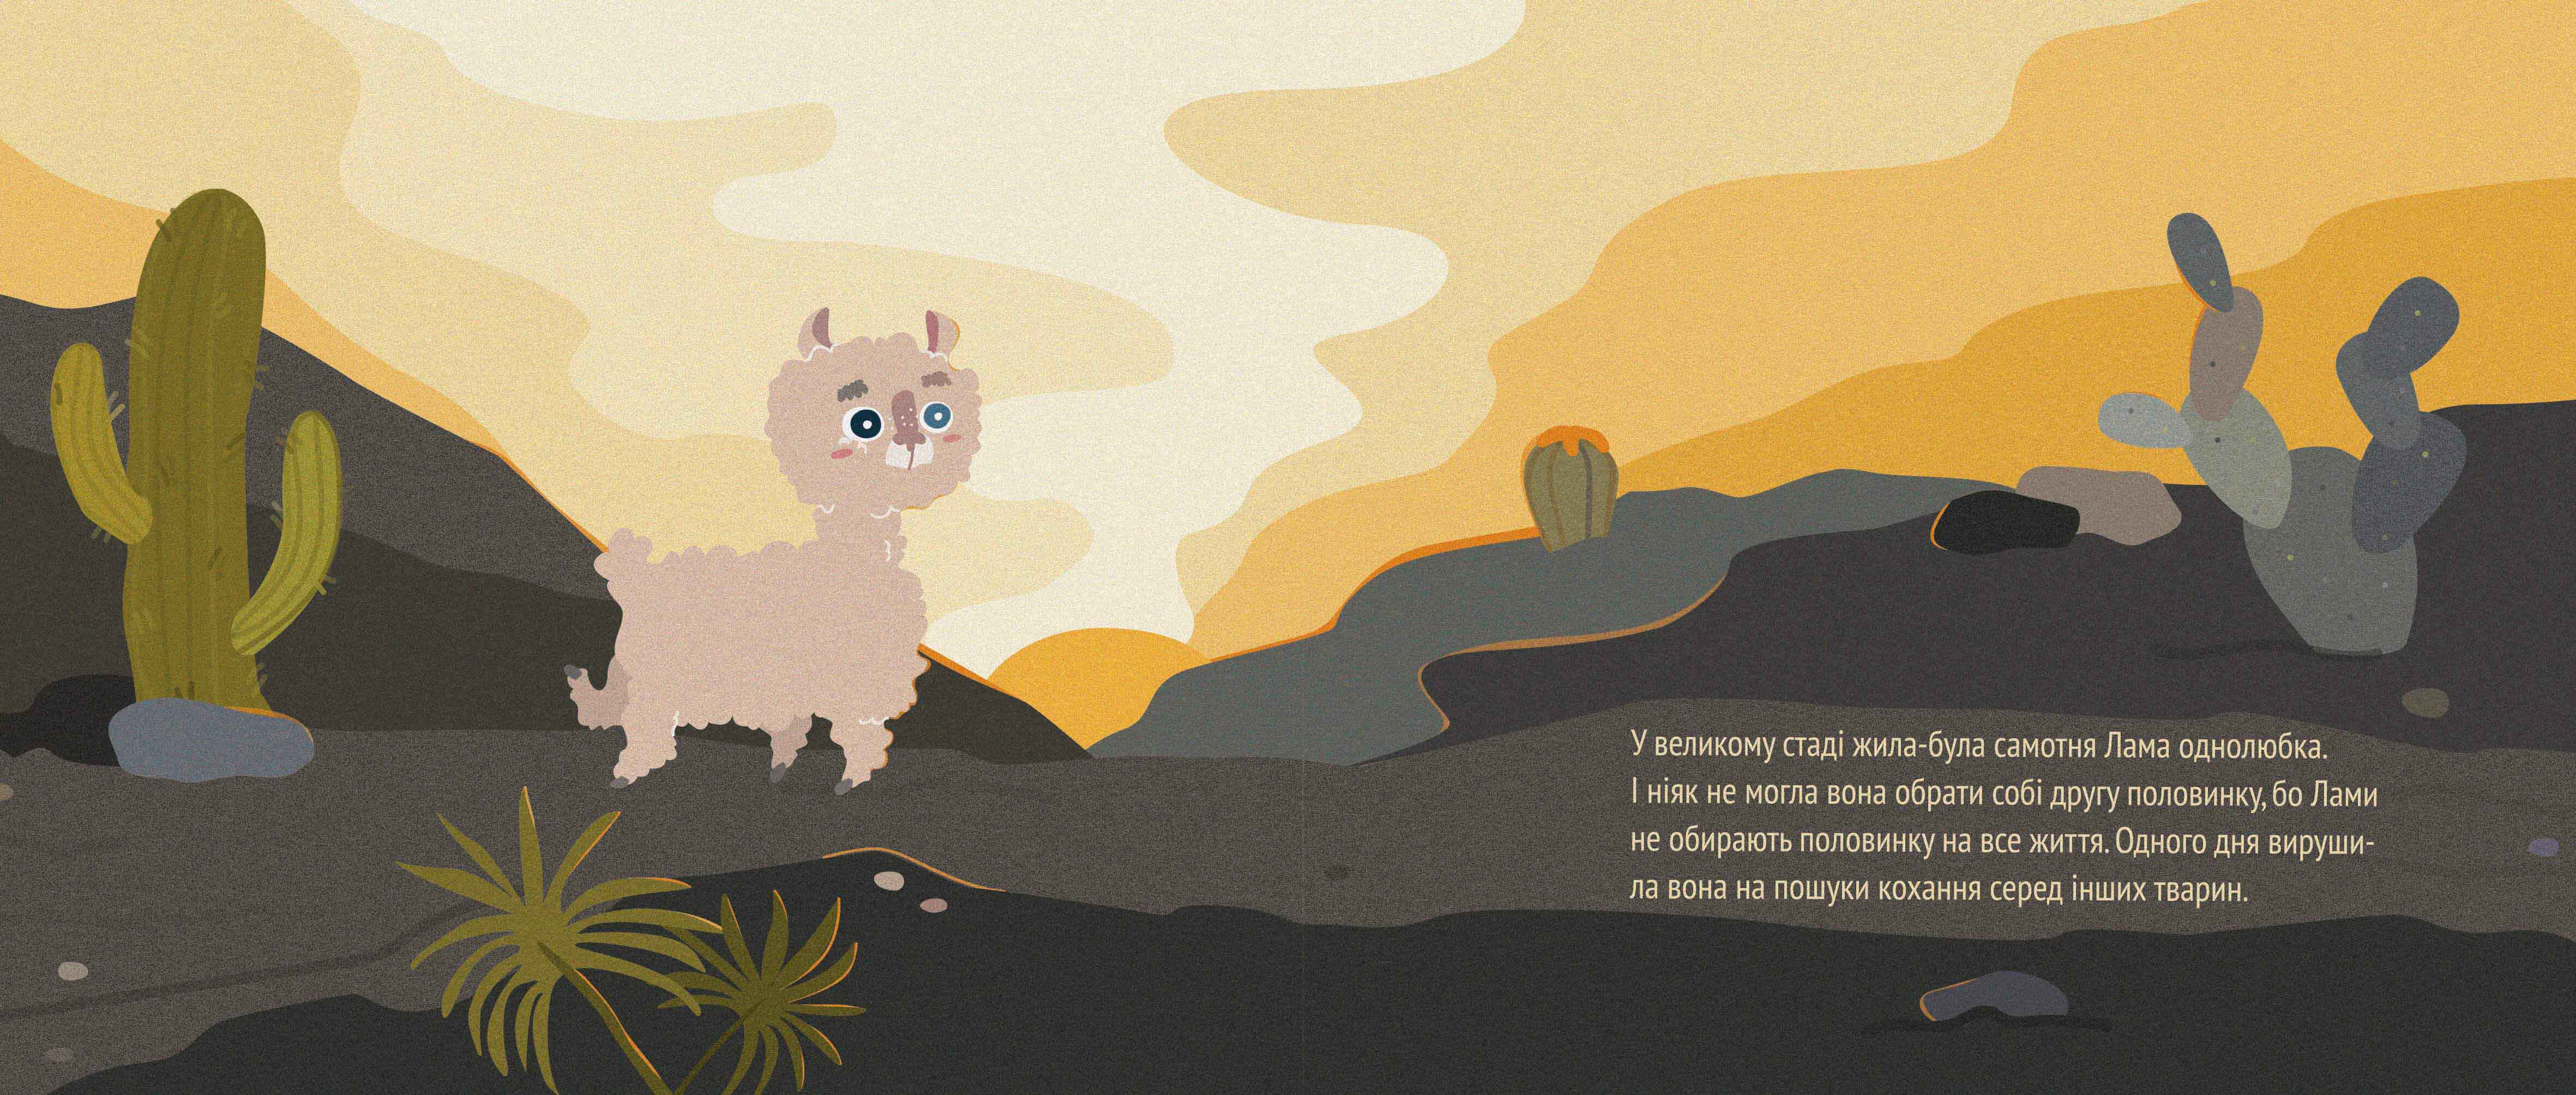 У великому стаді жила-була самотня Лама однолюбка.
І ніяк не могла вона обрати собі другу половинку, бо Лами
не обирають половинку на все життя. Одного дня вируши-
ла вона на пошуки кохання серед інших тварин.